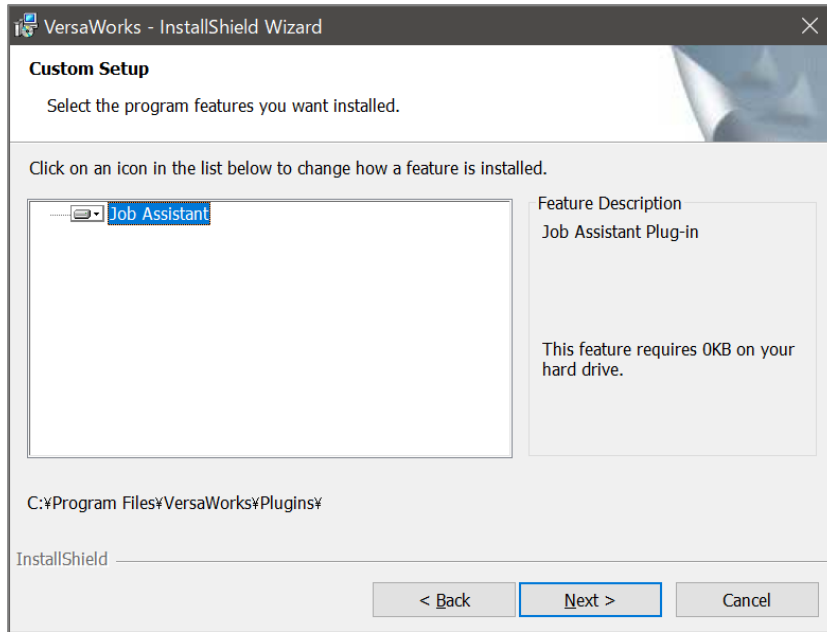 VersaWorks - InstallShield Wizard
Custom Setup
Select the program features you want installed.
Click on an icon in the list below to change how a feature is installed.
Job Assistant
Feature Description
Job Assistant Plug-in
This feature requires 0KB on your
hard drive.
C:¥Program Files¥VersaWorks¥Plugins¥
InstallShield
< Back
Next >
Cancel